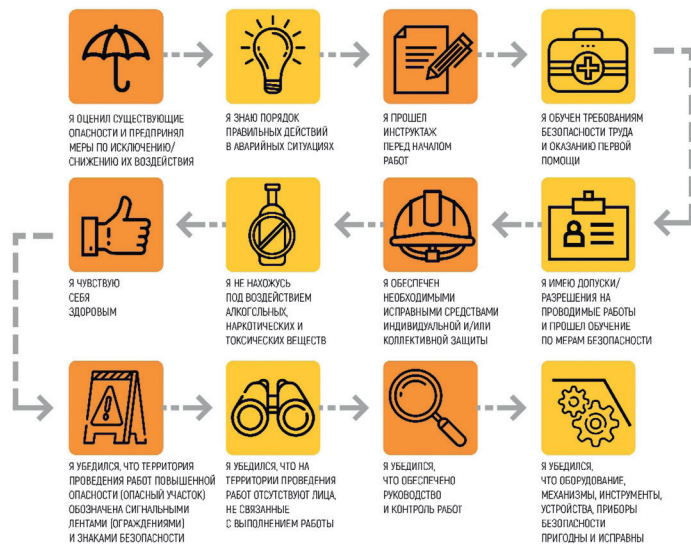 Я ОЦЕНИЛ СУЩЕСТВУЮЩИЕ
ОПАСНОСТИ И ПРЕДПРИНЯЛ
МЕРЫ ПО ИСКЛЮЧЕНИЮ/
СНИЖЕНИЮ ИХ ВОЗДЕЙСТВИЯ
Я ЗНАЮ ПОРЯДОК
ПРАВИЛЬНЫХ ДЕЙСТВИЙ
В АВАРИЙНЫХ СИТУАЦИЯХ
Я ПРОШЕЛ
ИНСТРУКТАЖ
ПЕРЕД НАЧАЛОМ
РАБОТ
Я ОБУЧЕН ТРЕБОВАНИЯМ
БЕЗОПАСНОСТИ ТРУДА
И ОКАЗАНИЮ ПЕРВОЙ
ПОМОЩИ
Я ИМЕЮ ДОПУСКИ/
РАЗРЕШЕНИЯ НА
ПРОВОДИМЫЕ РАБОТЫ
И ПРОШЕЛ ОБУЧЕНИЕ
ПО МЕРАМ БЕЗОПАСНОСТИ
Я ОБЕСПЕЧЕН
НЕОБХОДИМЫМИ
ИСПРАВНЫМИ СРЕДСТВАМИ
ИНДИВИДУАЛЬНОЙ И/ИЛИ
КОЛЛЕКТИВНОЙ ЗАЩИТЫ
Я НЕ НАХОЖУСЬ
ПОД ВОЗДЕЙСТВИЕМ
АЛКОГОЛЬНЫХ,
НАРКОТИЧЕСКИХ И
ТОКСИЧЕСКИХ ВЕЩЕСТВ
Я ЧУВСТВУЮ
СЕБЯ
ЗДОРОВЫМ
Я УБЕДИЛСЯ, ЧТО ТЕРРИТОРИЯ
ПРОВЕДЕНИЯ РАБОТ ПОВЫШЕННОЙ
ОПАСНОСТИ (ОПАСНЫЙ УЧАСТОК)
ОБОЗНАЧЕНА СИГНАЛЬНЫМИ
ЛЕНТАМИ (ОГРАЖДЕНИЯМИ)
И ЗНАКАМИ БЕЗОПАСНОСТИ
Я УБЕДИЛСЯ, ЧТО НА
ТЕРРИТОРИИ ПРОВЕДЕНИЯ
РАБОТ ОТСУТСТВУЮТ ЛИЦА,
НЕ СВЯЗАННЫЕ
С ВЫПОЛНЕНИЕМ РАБОТЫ
Я УБЕДИЛСЯ,
ЧТО ОБЕСПЕЧЕНО
РУКОВОДСТВО
И КОНТРОЛЬ РАБОТ
Я УБЕДИЛСЯ,
ЧТО ОБОРУДОВАНИЕ,
МЕХАНИЗМЫ, ИНСТРУМЕНТЫ,
УСТРОЙСТВА, ПРИБОРЫ
БЕЗОПАСНОСТИ
ПРИГОДНЫ И ИСПРАВНЫ